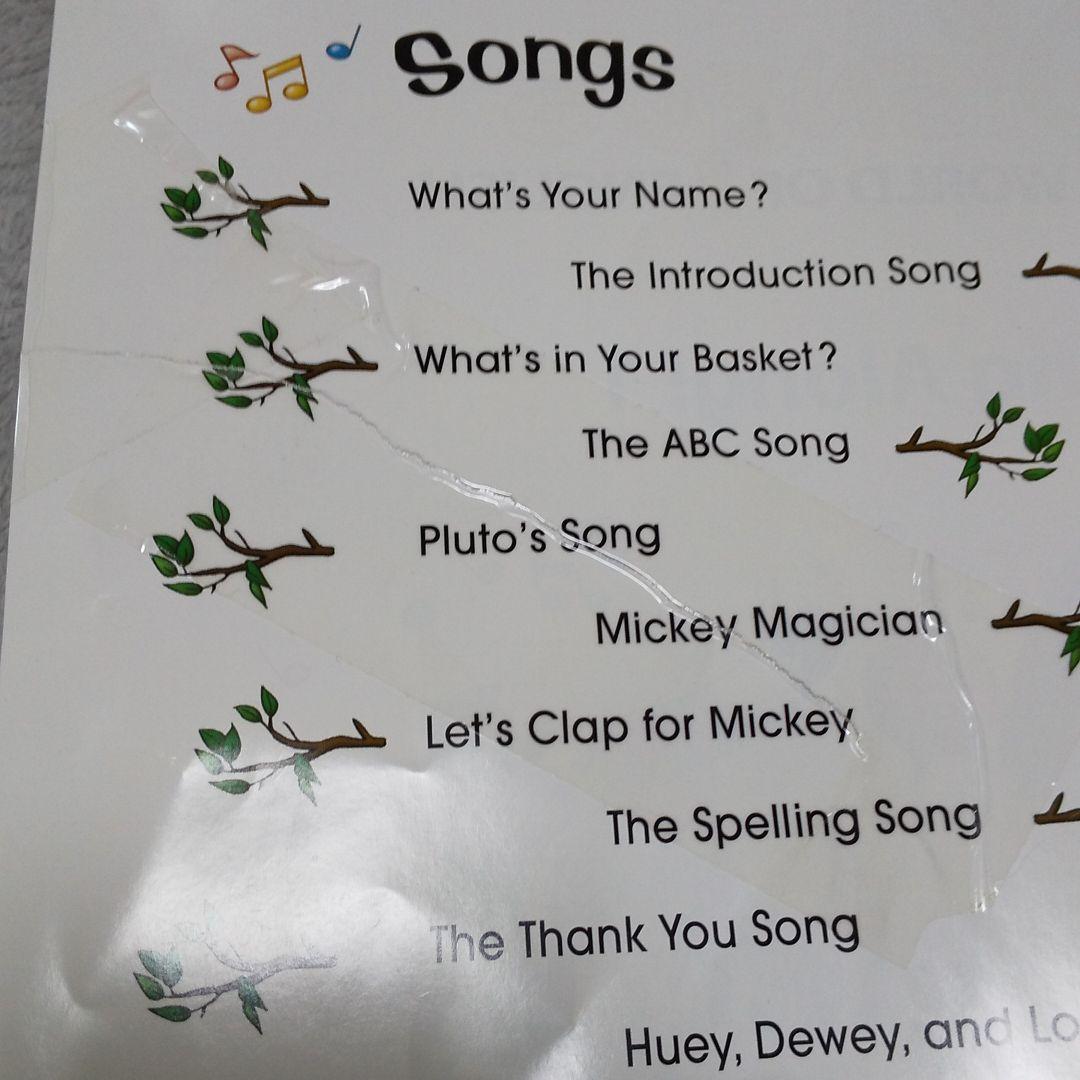 Songs
What's Your Name?
The Introduction Song
What's in Your Basket?
The ABC Song
Pluto's Song
Mickey Magician
Let's Clap for Mickey
The Spelling Song
The Thank You Song
Huey, Dewey, and Lo